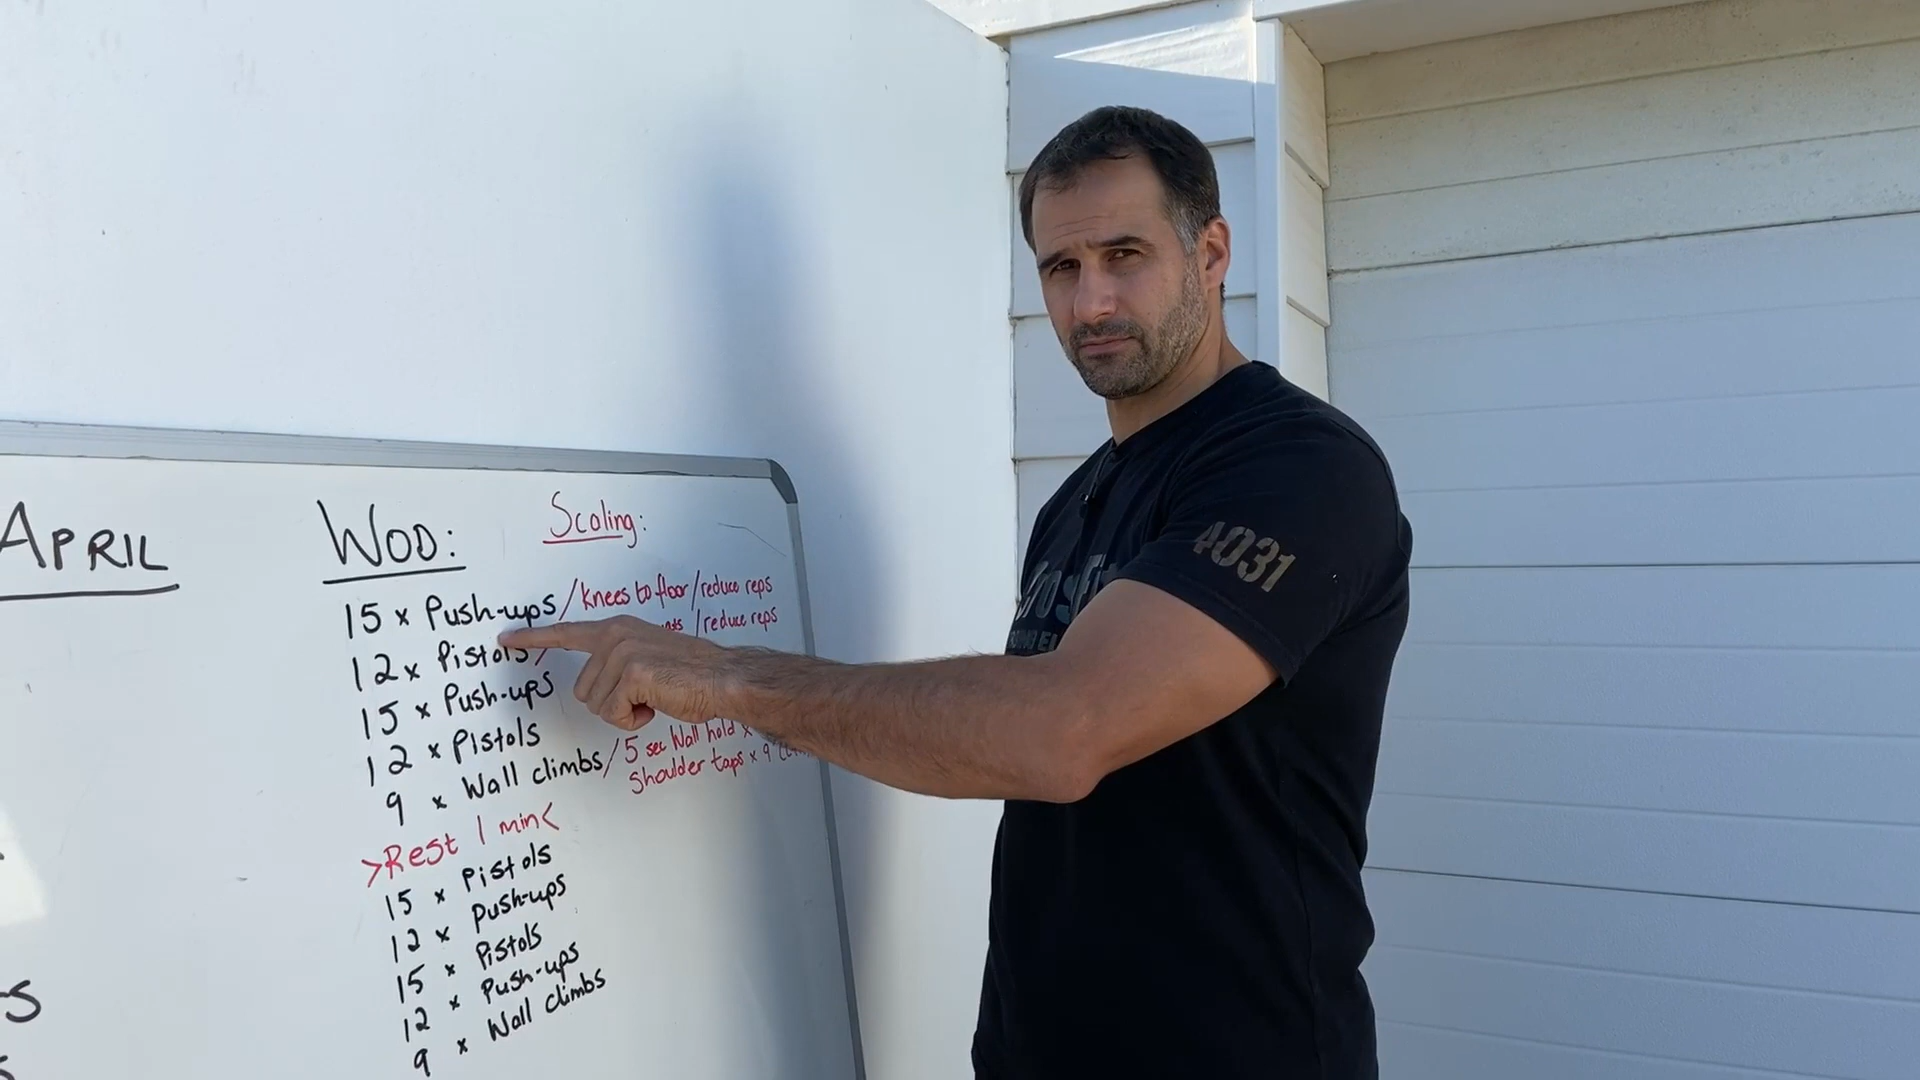 APRIL
WOD:
Scaling:
15 x Push-ups / knees to floor / reduce reps
12 x Pistols / /reduce reps
15 x Push-ups
12 x Pistols
9 x Wall climbs / 5 sec Wall hold x
Shoulder taps x 9
>Rest 1 min<
15 x Pistols
12 x Push-ups
15 x Pistols
12 x Push-ups
9 x Wall climbs
4031